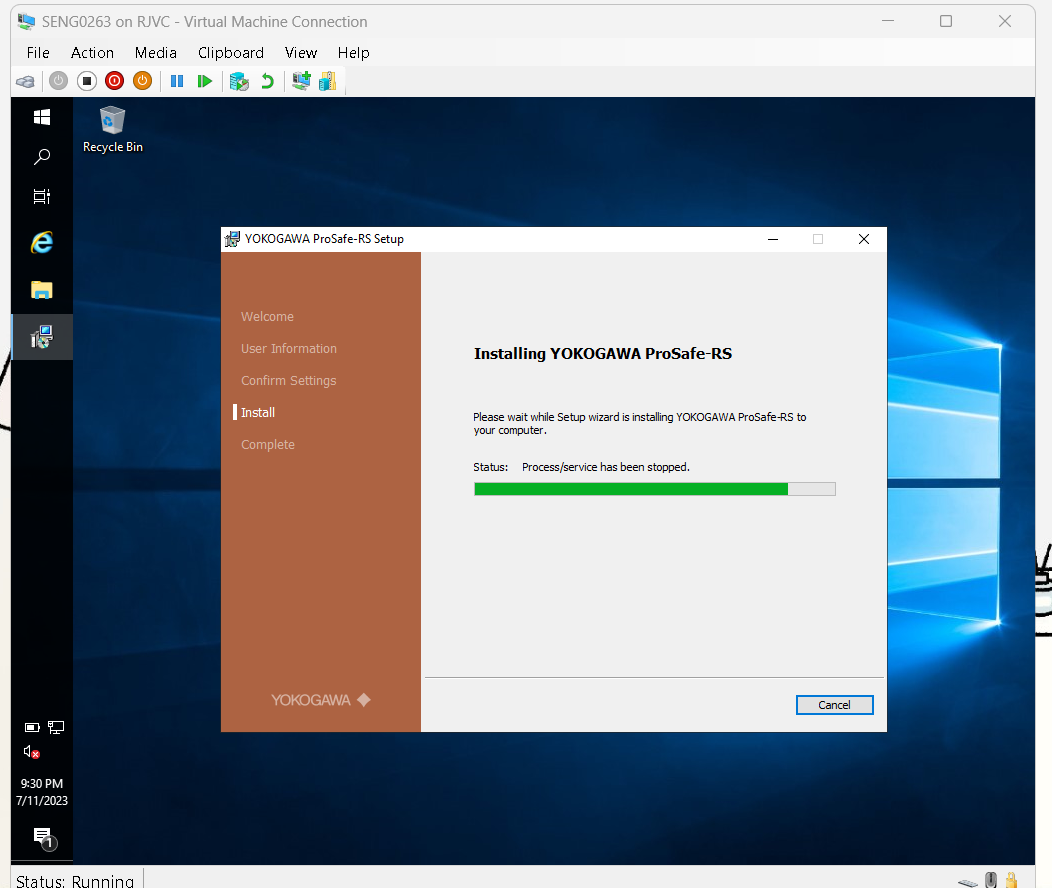 SENG0263 on RJVC - Virtual Machine Connection
File Action Media Clipboard View Help
Recycle Bin
YOKOGAWA ProSafe-RS Setup
Welcome
User Information
Confirm Settings
Install
Complete
YOKOGAWA
Installing YOKOGAWA ProSafe-RS
Please wait while Setup wizard is installing YOKOGAWA ProSafe-RS to
your computer.
Status: Process/service has been stopped.
Cancel
9:30 PM
7/11/2023
1
Status: Running